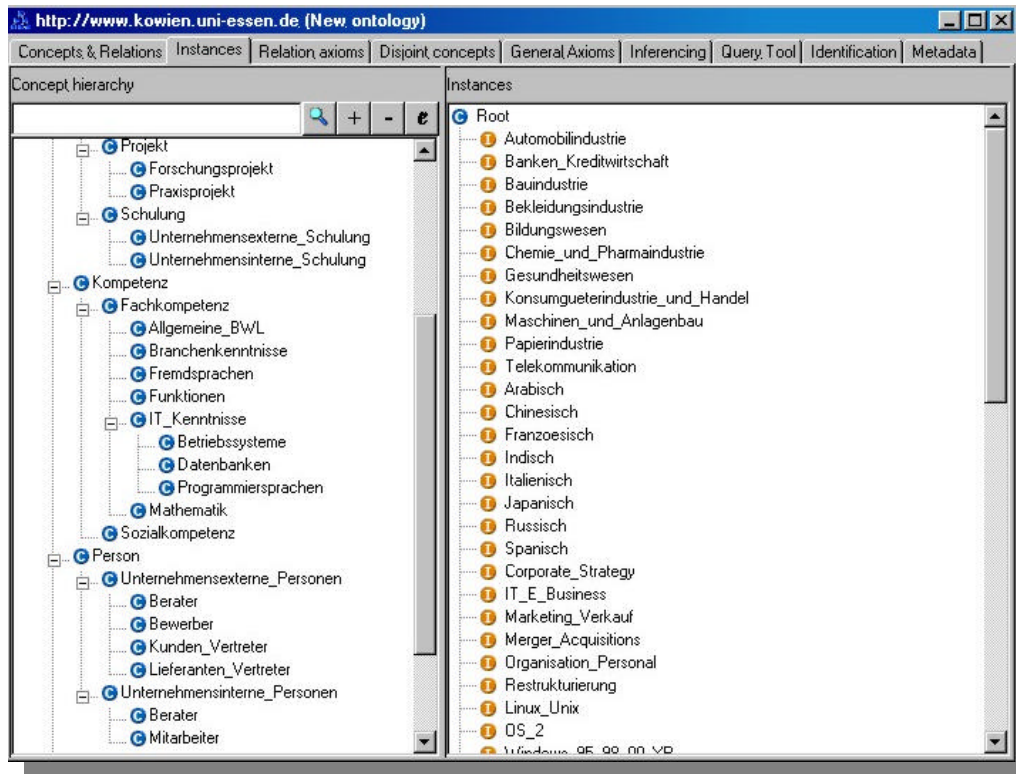 http://www.kowien.uni-essen.de (New ontology)
Concepts & Relations Instances Relation axioms Disjoint concepts General Axioms Inferencing Query Tool Identification Metadata
Concept hierarchy
+ - e
Projekt
Forschungsprojekt
Praxisprojekt
Schulung
Unternehmensexterne_Schulung
Unternehmensinterne_Schulung
Kompetenz
Fachkompetenz
Allgemeine_BWL
Branchenkenntnisse
Fremdsprachen
Funktionen
IT_Kenntnisse
Betriebssysteme
Datenbanken
Programmiersprachen
Mathematik
Sozialkompetenz
Person
Unternehmensexterne_Personen
Berater
Bewerber
Kunden_Vertreter
Lieferanten_Vertreter
Unternehmensinterne_Personen
Berater
Mitarbeiter
Instances
Root
Automobilindustrie
Banken_Kreditwirtschaft
Bauindustrie
Bekleidungsindustrie
Bildungswesen
Chemie_und_Pharmaindustrie
Gesundheitswesen
Konsumgueterindustrie_und_Handel
Maschinen_und_Anlagenbau
Papierindustrie
Telekommunikation
Arabisch
Chinesisch
Franzoesisch
Indisch
Italienisch
Japanisch
Russisch
Spanisch
Corporate_Strategy
IT_E_Business
Marketing_Verkauf
Merger_Acquisitions
Organisation_Personal
Restrukturierung
Linux_Unix
OS_2
Windows_95_98_00_XP